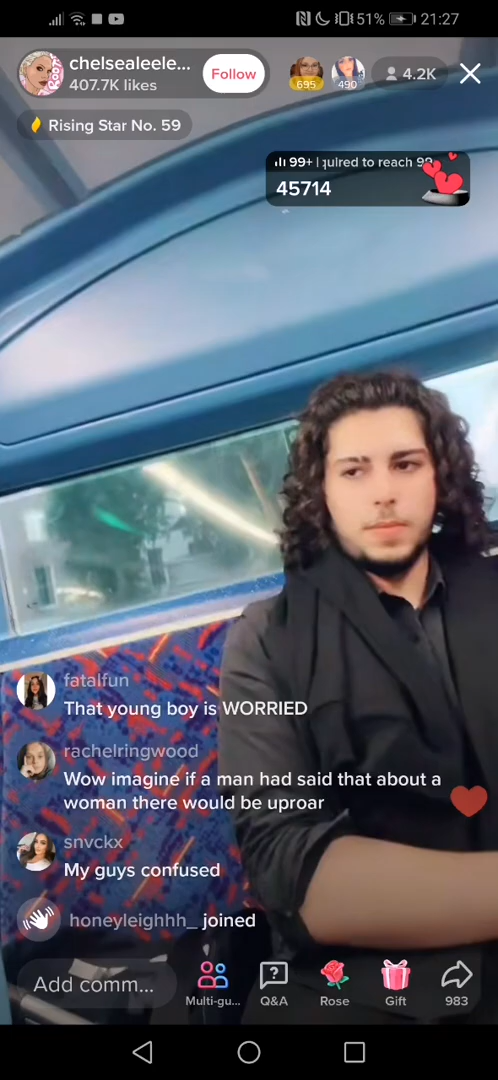 51% 21:27
chelsealeele...
407.7K likes
Follow
695
490
4.2K
Rising Star No. 59
99+ | quired to reach 99
45714
fatalfun
That young boy is WORRIED
rachelringwood
Wow imagine if a man had said that about a
woman there would be uproar
snvckx
My guys confused
honeyleighhh_ joined
Add comm...
Multi-gu...
Q&A
Rose
Gift
983